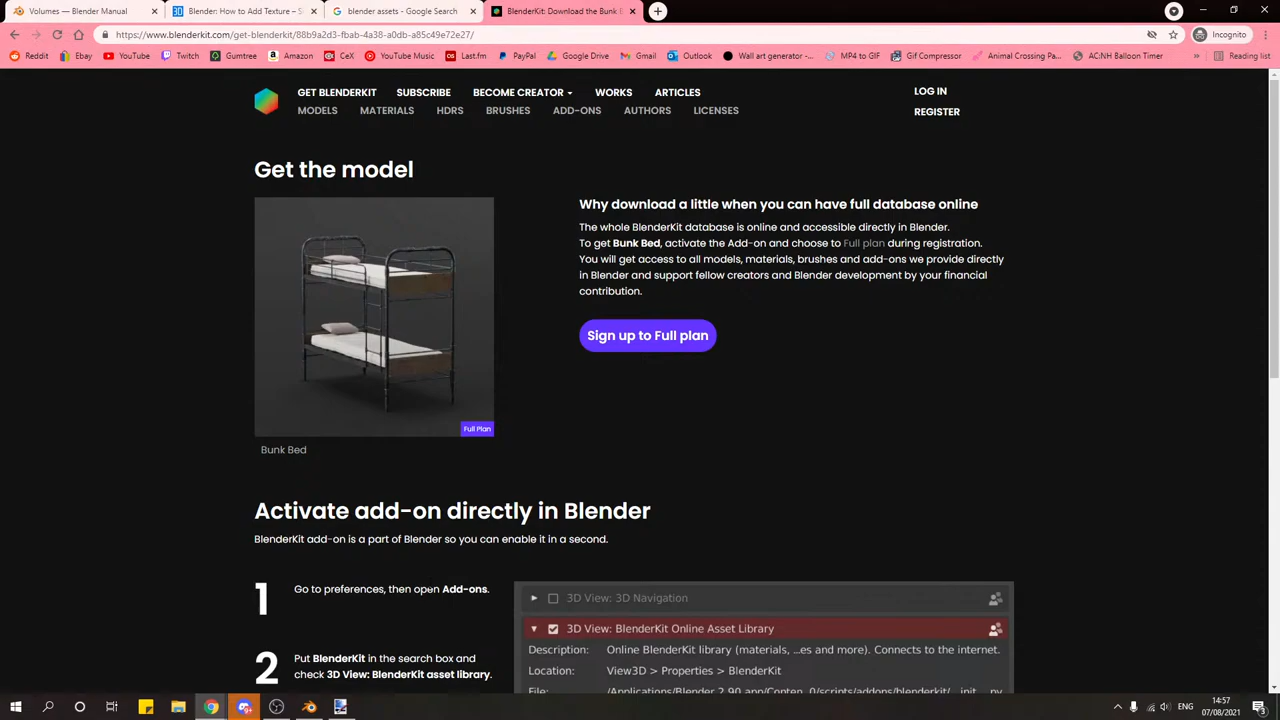 Volumes — Blender Manual
Blender: How to Add Texture – S
blender assets - Google Search
BlenderKit: Download the Bunk B
https://www.blenderkit.com/get-blenderkit/88b9a2d3-fbab-4a38-a0db-a85c49e72e27/
Incognito
Reddit
Ebay
YouTube
Twitch
Gumtree
Amazon
CeX
YouTube Music
Last.fm
PayPal
Google Drive
Gmail
Outlook
Wall art generator -...
MP4 to GIF
Gif Compressor
Animal Crossing Pa...
AC:NH Balloon Timer
»
Reading list
GET BLENDERKIT SUBSCRIBE BECOME CREATOR WORKS ARTICLES
LOG IN
MODELS MATERIALS HDRS BRUSHES ADD-ONS AUTHORS LICENSES
REGISTER
Get the model
Full Plan
Bunk Bed
Why download a little when you can have full database online
The whole BlenderKit database is online and accessible directly in Blender.
To get Bunk Bed, activate the Add-on and choose to Full plan during registration.
You will get access to all models, materials, brushes and add-ons we provide directly
in Blender and support fellow creators and Blender development by your financial
contribution.
Sign up to Full plan
Activate add-on directly in Blender
BlenderKit add-on is a part of Blender so you can enable it in a second.
1
Go to preferences, then open Add-ons.
2
Put BlenderKit in the search box and
check 3D View: BlenderKit asset library.
3D View: 3D Navigation
3D View: BlenderKit Online Asset Library
Description: Online BlenderKit library (materials, ...es and more). Connects to the internet.
Location: View3D > Properties > BlenderKit
File: /Applications/Blender 2.90.app/Conten...0/scripts/addons/blenderkit/__init__.py
ENG
14:57
07/08/2021